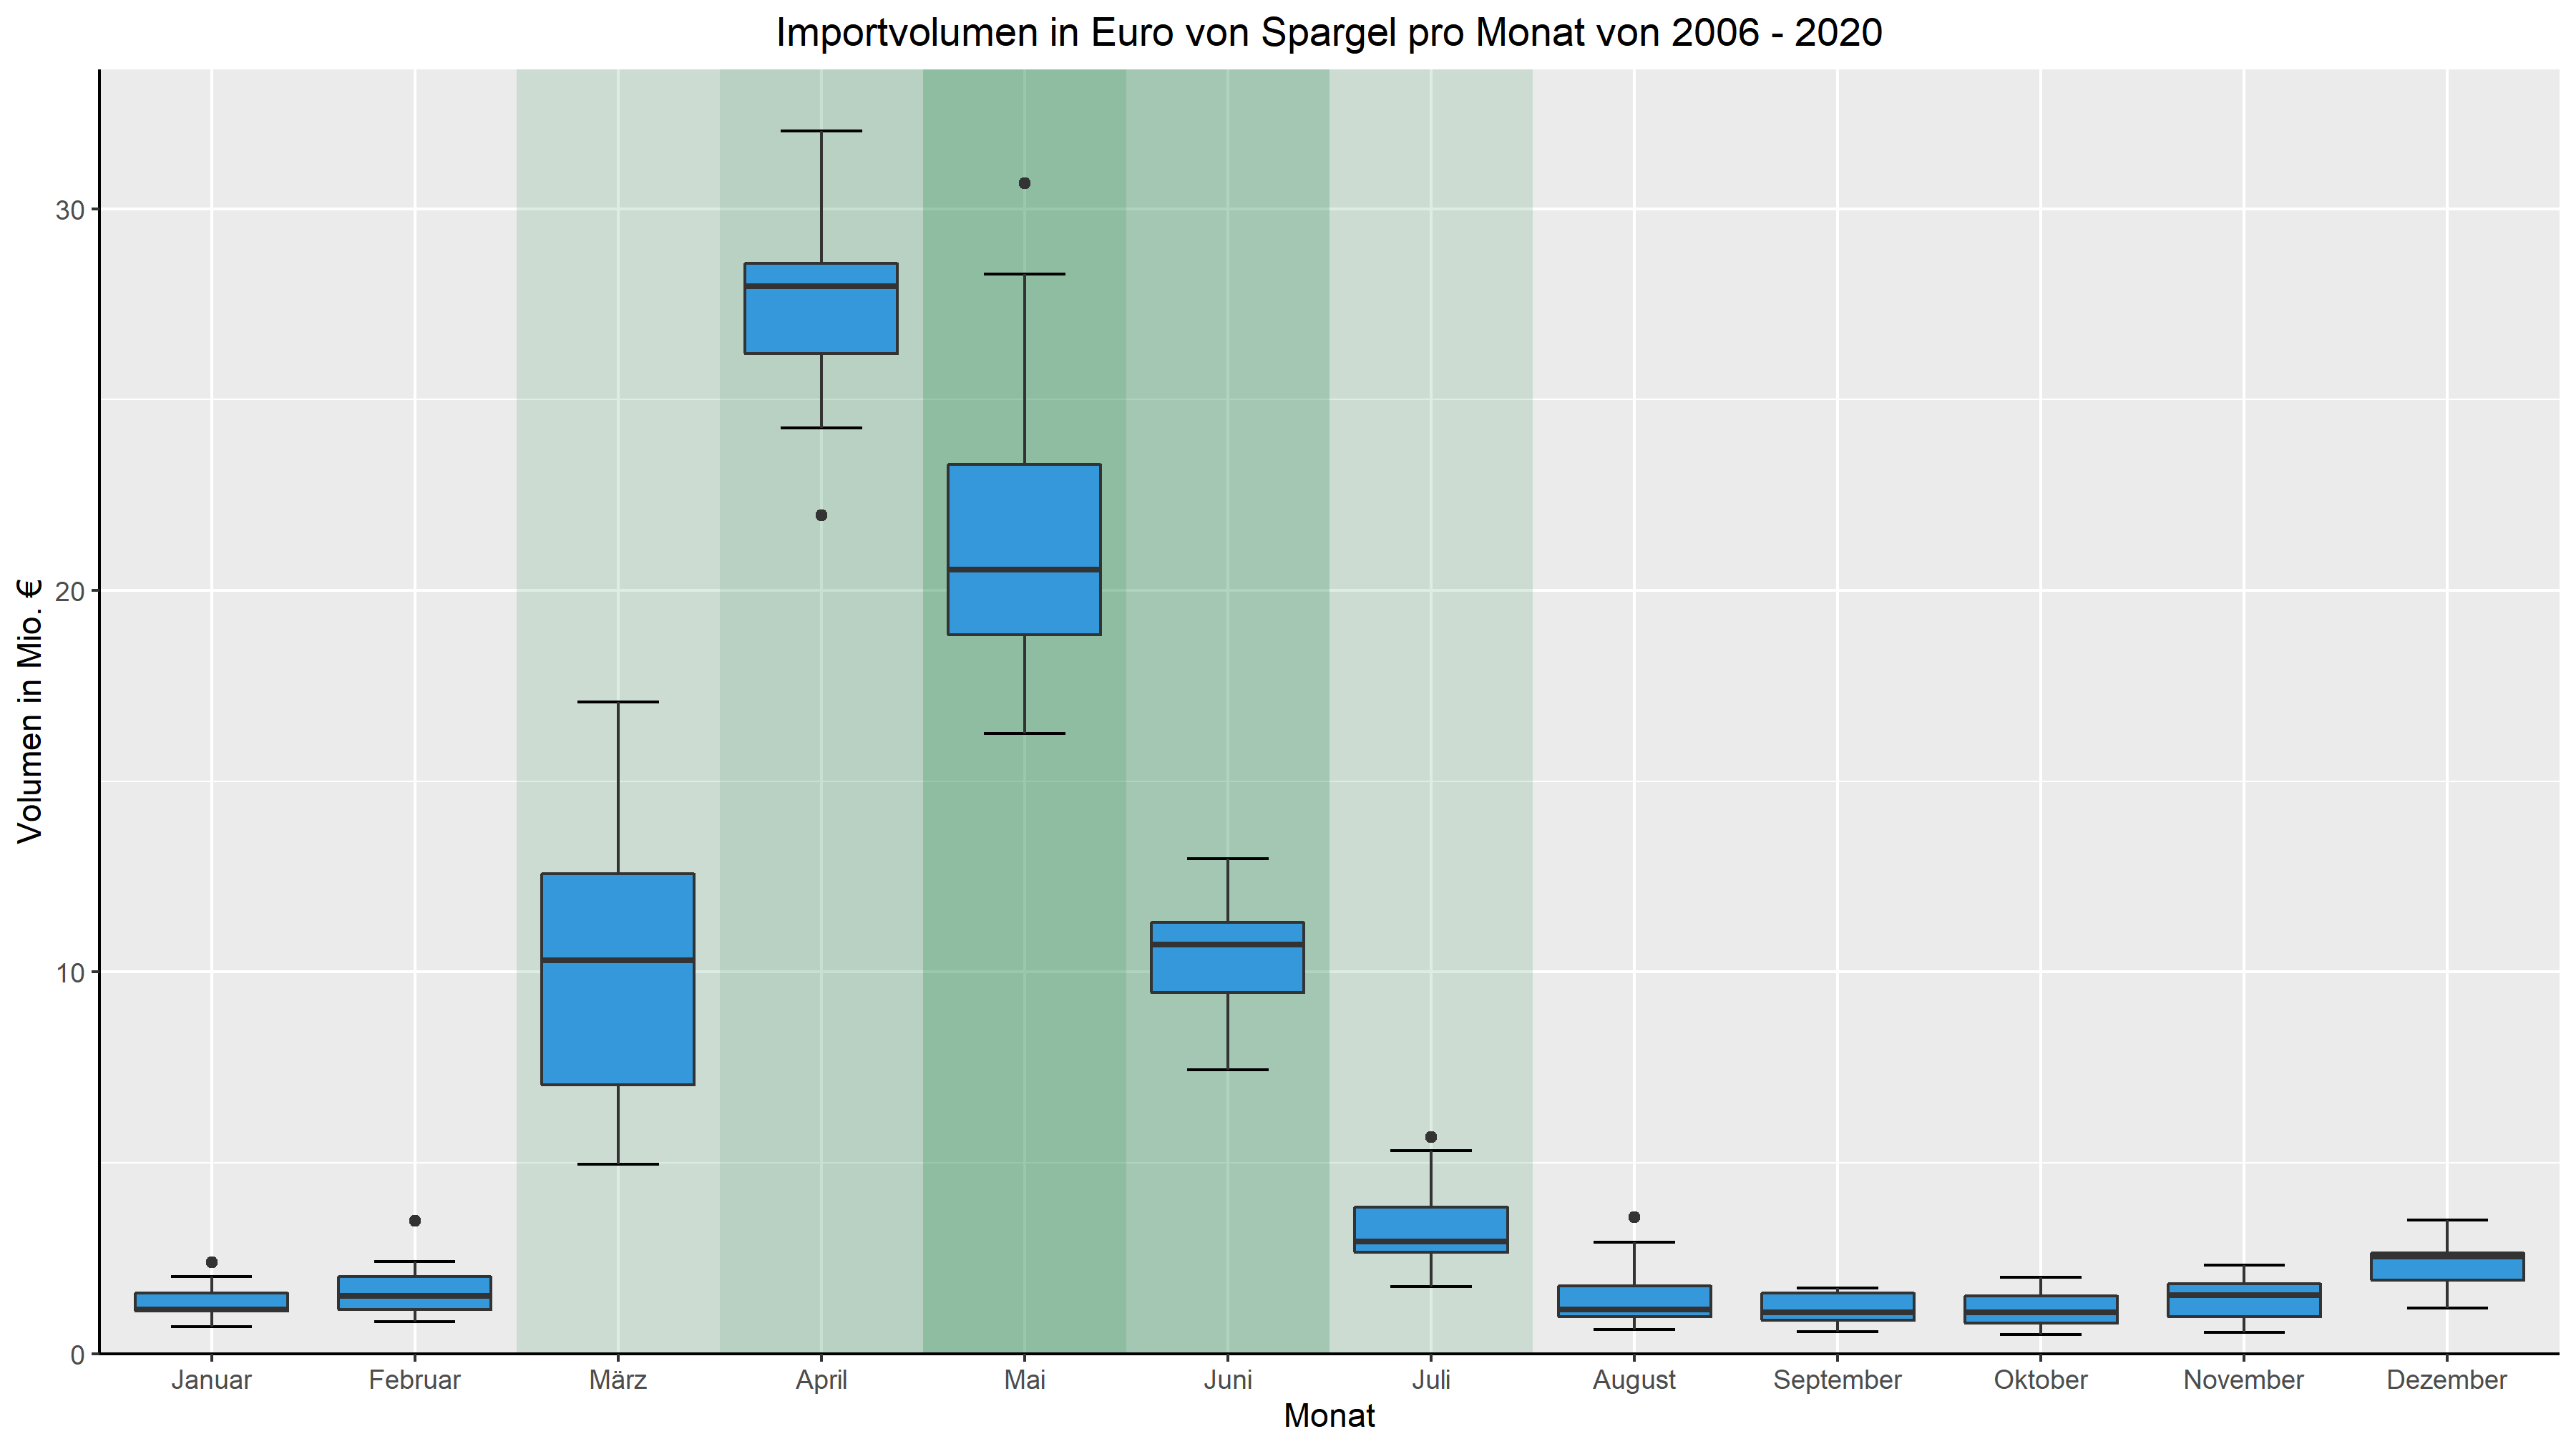 Importvolumen in Euro von Spargel pro Monat von 2006 - 2020
Volumen in Mio. €
30
20
10
0
Januar Februar März April Mai Juni Juli August September Oktober November Dezember
Monat